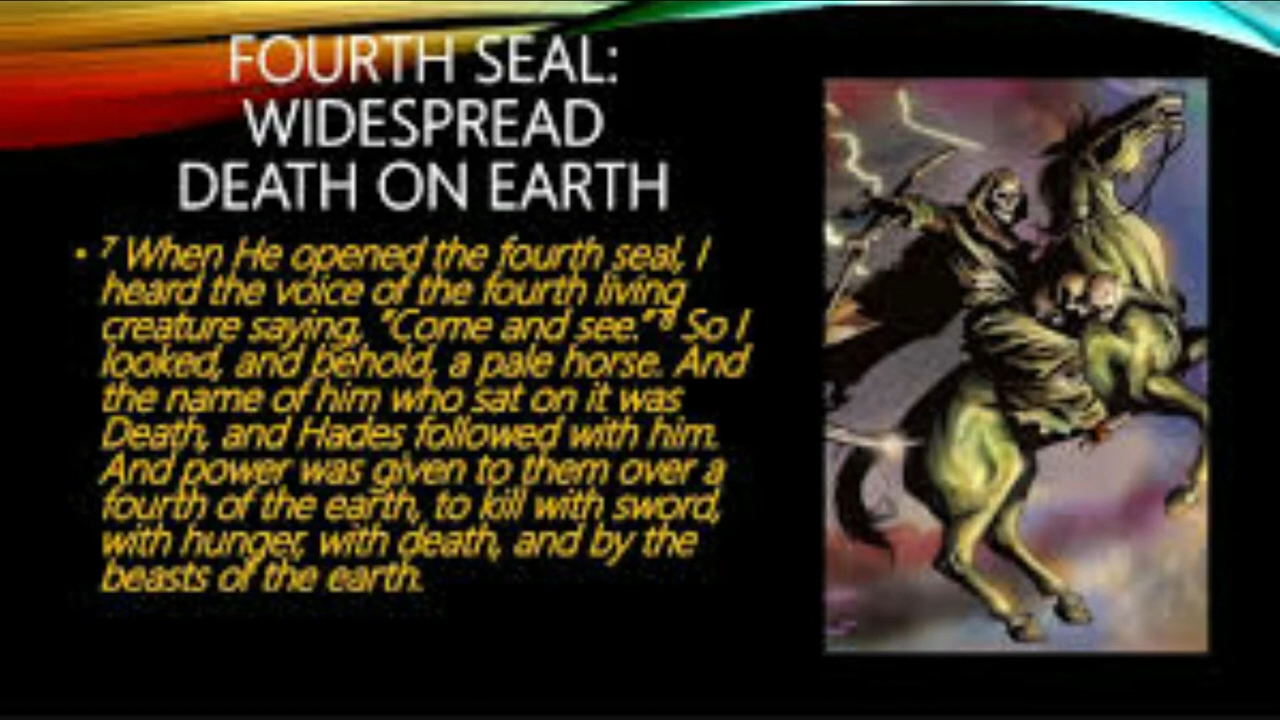 FOURTH SEAL:
WIDESPREAD
DEATH ON EARTH
• 7 When He opened the fourth seal, I
heard the voice of the fourth living
creature saying, "Come and see." 8 So I
looked, and behold, a pale horse. And
the name of him who sat on it was
Death, and Hades followed with him.
And power was given to them over a
fourth of the earth, to kill with sword,
with hunger, with death, and by the
beasts of the earth.